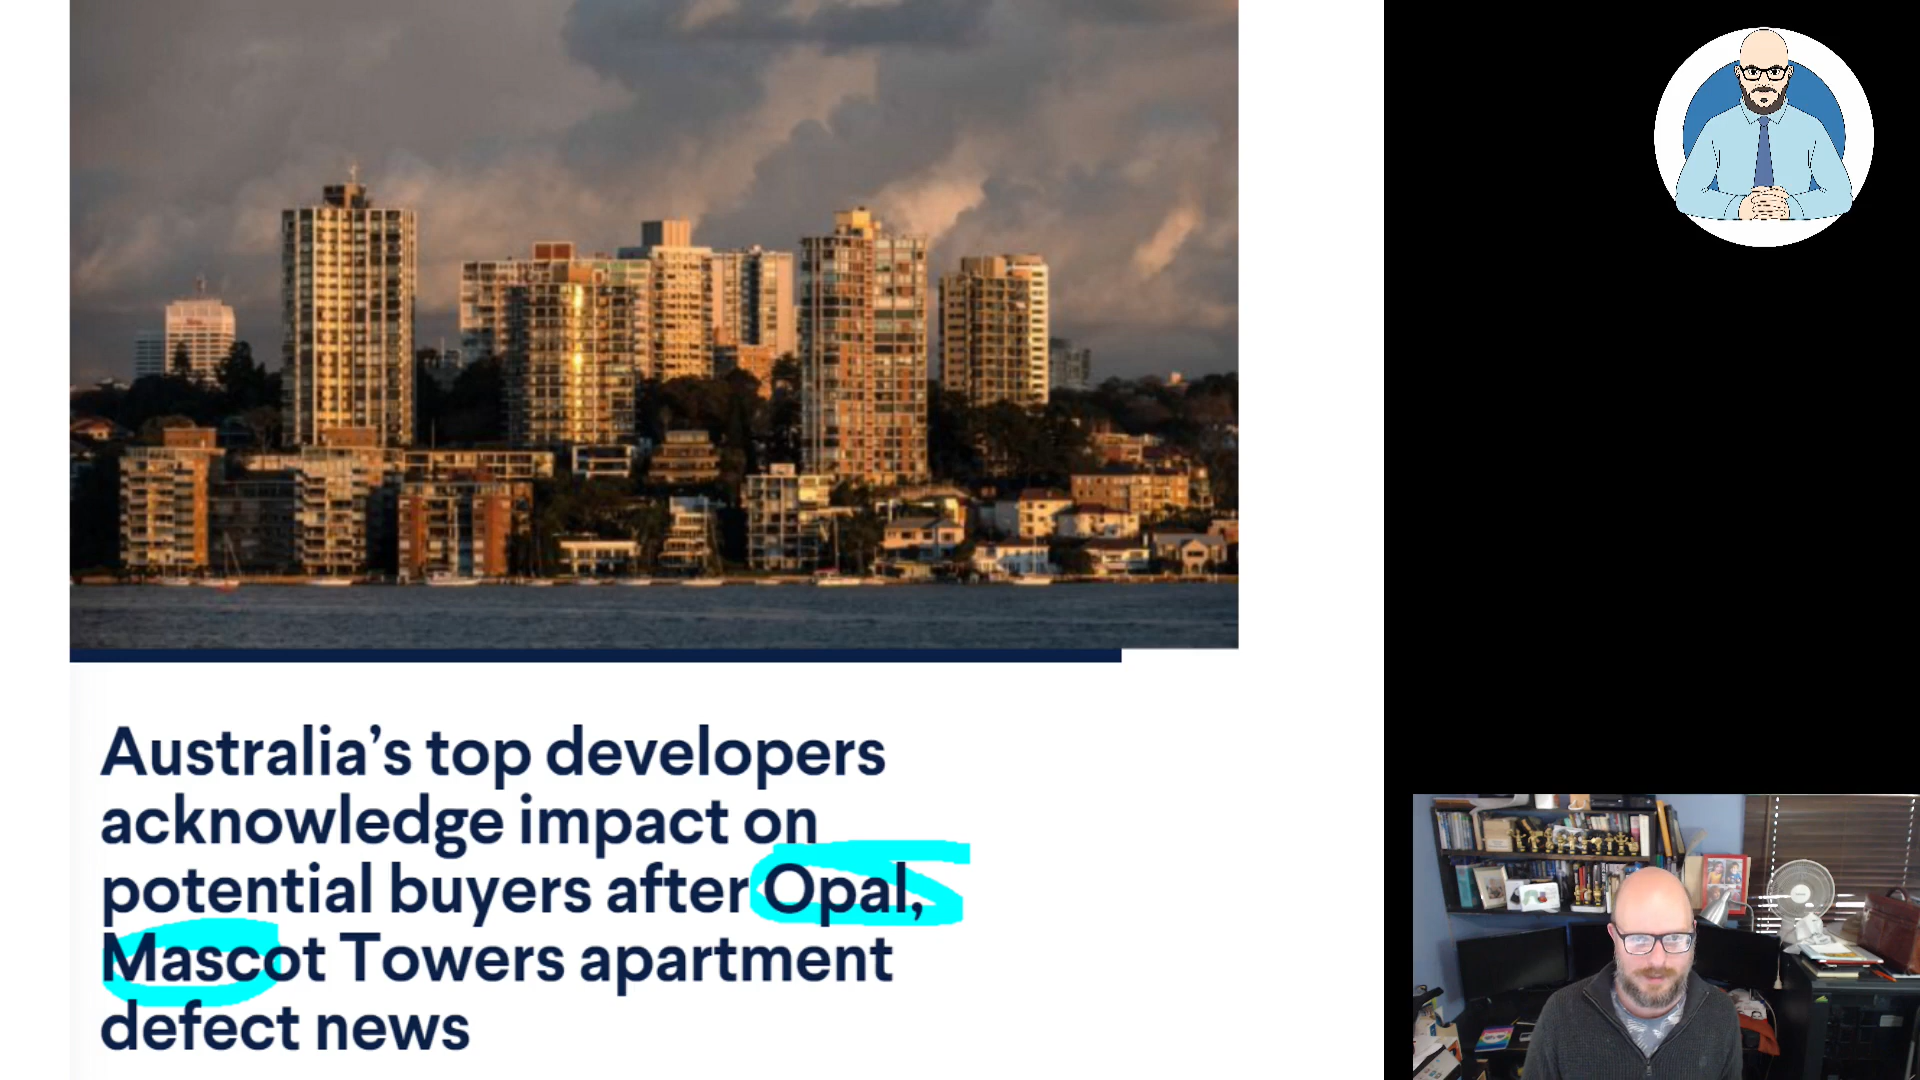 Australia’s top developers
acknowledge impact on
potential buyers after Opal,
Mascot Towers apartment
defect news